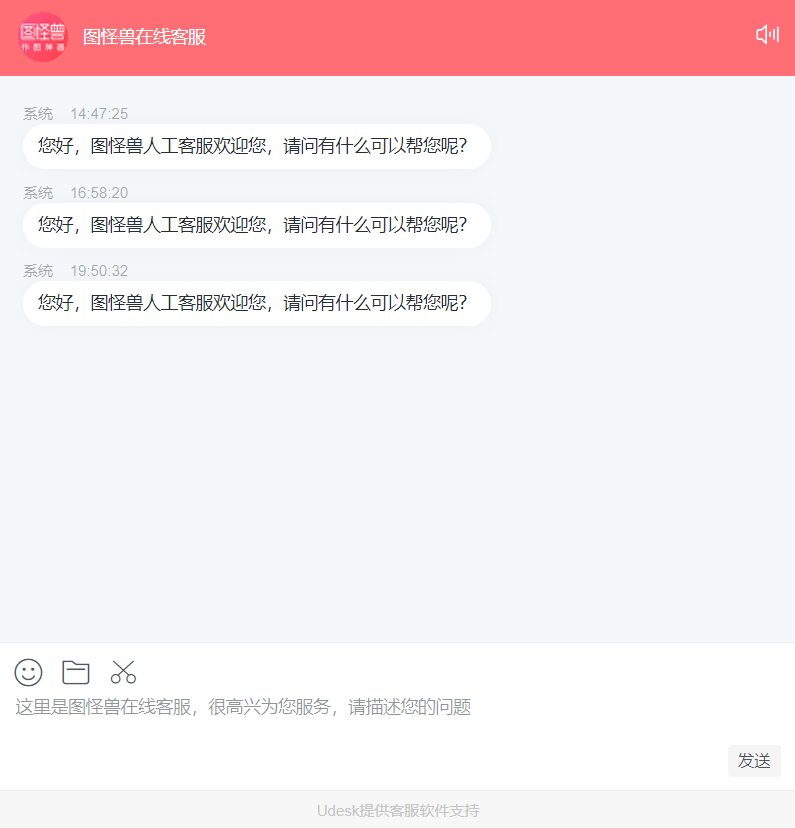 图怪兽
作图神器
图怪兽在线客服
系统 14:47:25
您好，图怪兽人工客服欢迎您，请问有什么可以帮您呢？
系统 16:58:20
您好，图怪兽人工客服欢迎您，请问有什么可以帮您呢？
系统 19:50:32
您好，图怪兽人工客服欢迎您，请问有什么可以帮您呢？
这里是图怪兽在线客服，很高兴为您服务，请描述您的问题
发送
Udesk提供客服软件支持